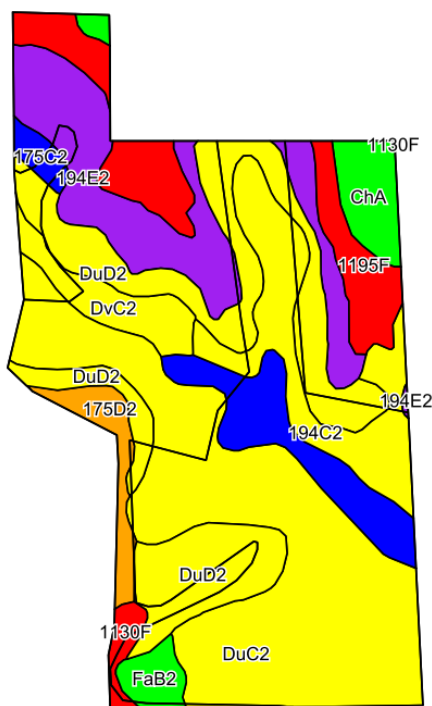 1130F
175C2
194E2
ChA
1195F
DuD2
DvC2
DuD2
194E2
175D2
194C2
DuD2
1130F
DuC2
FaB2